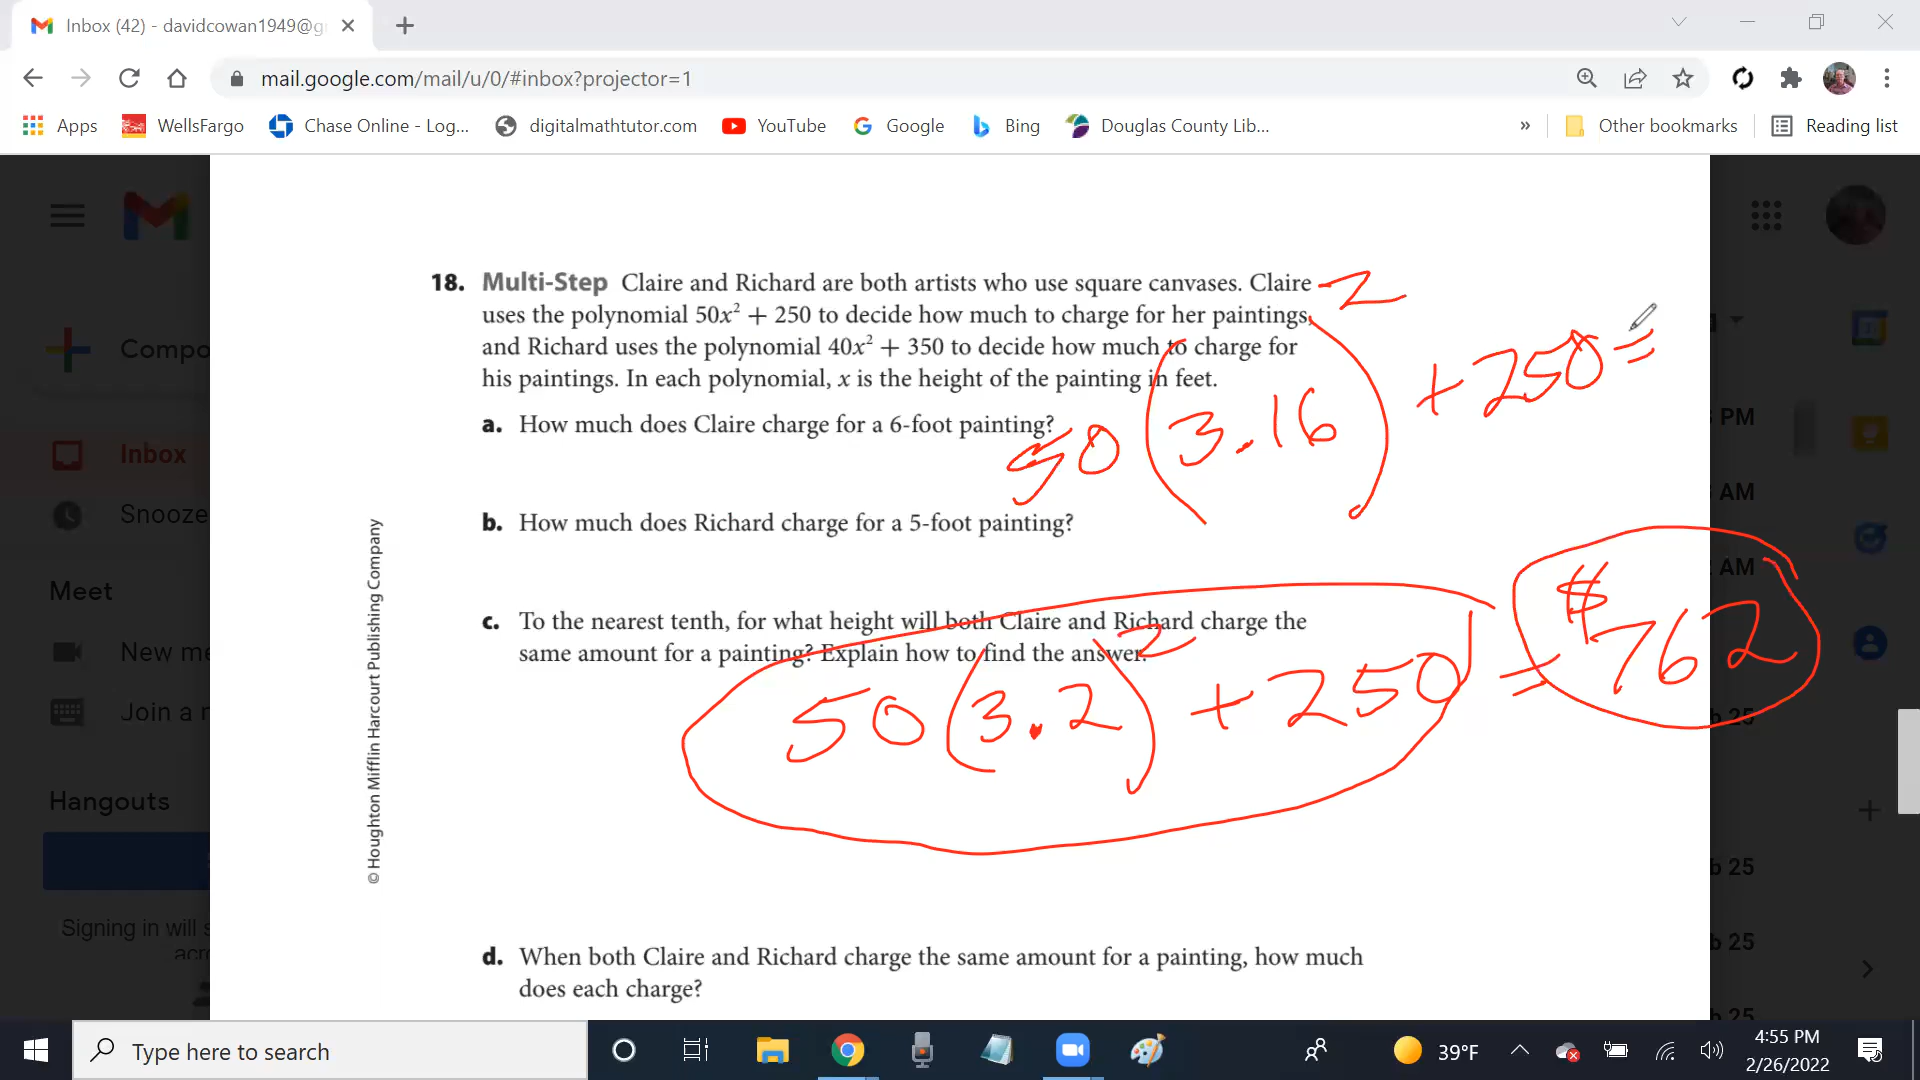 Inbox (42) - davidcowan1949@g
mail.google.com/mail/u/0/#inbox?projector=1
Apps WellsFargo Chase Online - Log... digitalmathtutor.com YouTube Google Bing Douglas County Lib... » Other bookmarks Reading list
18. Multi-Step Claire and Richard are both artists who use square canvases. Claire
uses the polynomial 50x² + 250 to decide how much to charge for her paintings,
and Richard uses the polynomial 40x² + 350 to decide how much to charge for
his paintings. In each polynomial, x is the height of the painting in feet.
50(3.16)² + 250 =
a. How much does Claire charge for a 6-foot painting?
b. How much does Richard charge for a 5-foot painting?
c. To the nearest tenth, for what height will both Claire and Richard charge the
same amount for a painting? Explain how to find the answer.
50(3.2)² + 250 = $762
d. When both Claire and Richard charge the same amount for a painting, how much
does each charge?
© Houghton Mifflin Harcourt Publishing Company
Compo
Inbox
Snooze
Meet
New me
Join a r
Hangouts
Signing in will s
acro
PM
AM
AM
b 25
b 25
b 25
b 25
Type here to search
39°F
4:55 PM
2/26/2022